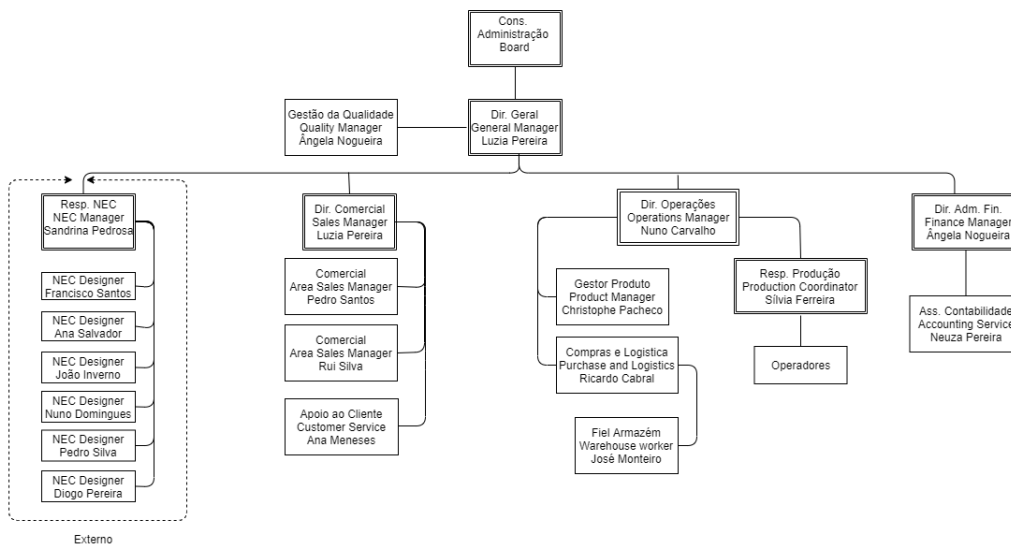 Cons.
Administração
Board
Gestão da Qualidade
Quality Manager
Ângela Nogueira
Dir. Geral
General Manager
Luzia Pereira
Resp. NEC
NEC Manager
Sandrina Pedrosa
Dir. Comercial
Sales Manager
Luzia Pereira
Dir. Operações
Operations Manager
Nuno Carvalho
Dir. Adm. Fin.
Finance Manager
Ângela Nogueira
NEC Designer
Francisco Santos
NEC Designer
Ana Salvador
NEC Designer
João Inverno
NEC Designer
Nuno Domingues
NEC Designer
Pedro Silva
NEC Designer
Diogo Pereira
Externo
Comercial
Area Sales Manager
Pedro Santos
Comercial
Area Sales Manager
Rui Silva
Apoio ao Cliente
Customer Service
Ana Meneses
Gestor Produto
Product Manager
Christophe Pacheco
Compras e Logistica
Purchase and Logistics
Ricardo Cabral
Fiel Armazém
Warehouse worker
José Monteiro
Resp. Produção
Production Coordinator
Sílvia Ferreira
Operadores
Ass. Contabilidade
Accounting Service
Neuza Pereira